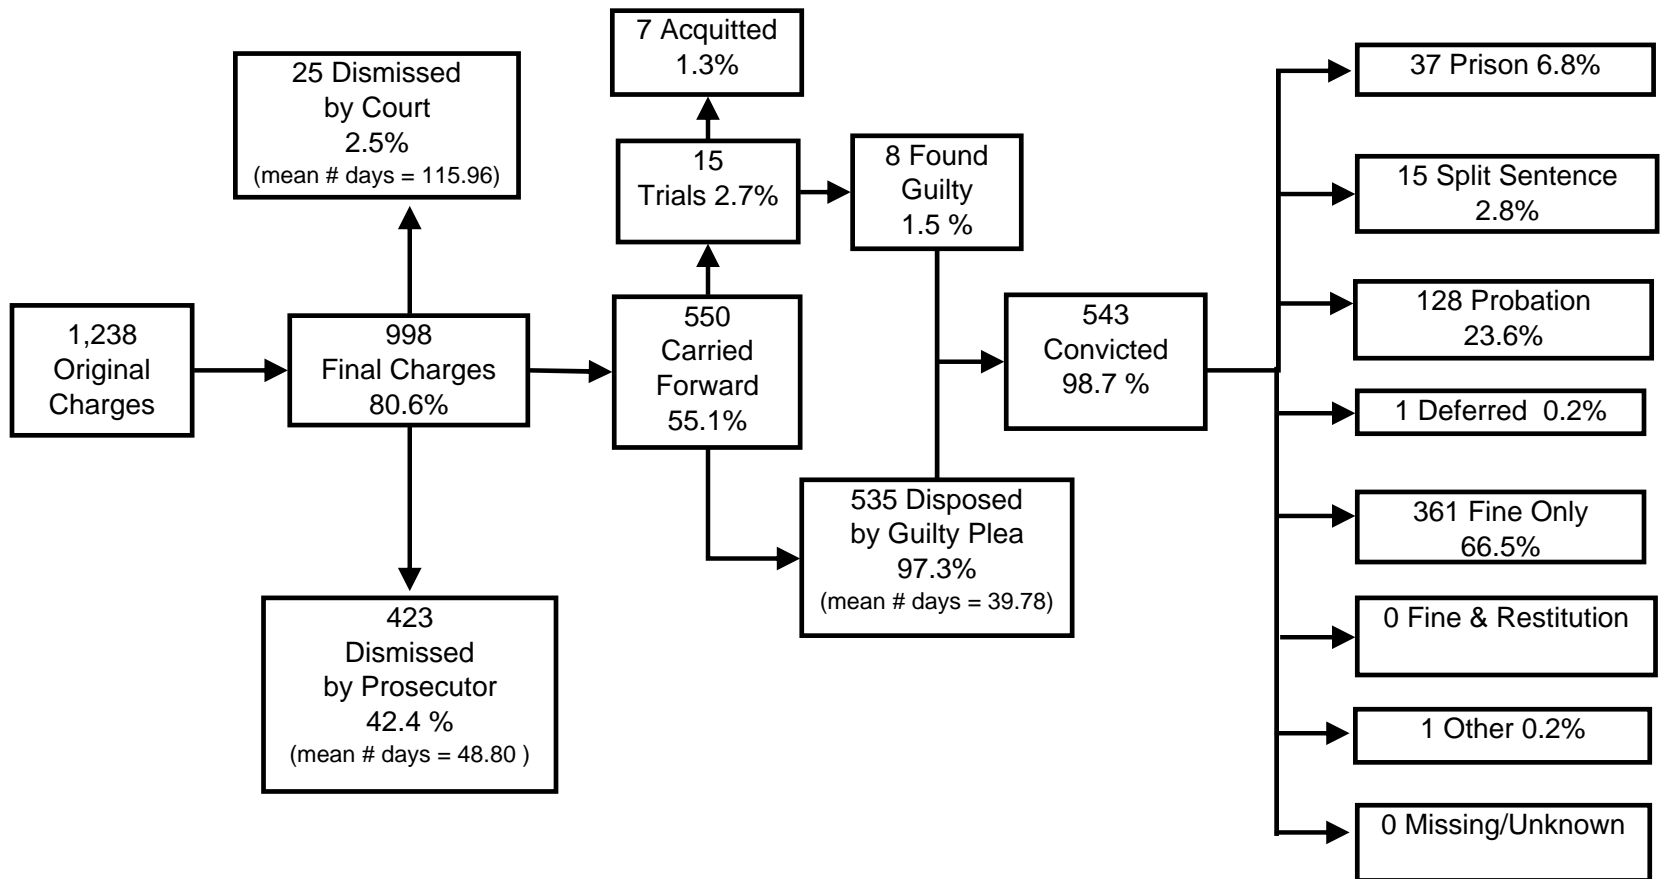 1,238
Original
Charges
998
Final Charges
80.6%
25 Dismissed
by Court
2.5%
(mean # days = 115.96)
423
Dismissed
by Prosecutor
42.4 %
(mean # days = 48.80 )
550
Carried
Forward
55.1%
15
Trials 2.7%
7 Acquitted
1.3%
8 Found
Guilty
1.5 %
535 Disposed
by Guilty Plea
97.3%
(mean # days = 39.78)
543
Convicted
98.7 %
37 Prison 6.8%
15 Split Sentence
2.8%
128 Probation
23.6%
1 Deferred  0.2%
361 Fine Only
66.5%
0 Fine & Restitution
1 Other 0.2%
0 Missing/Unknown